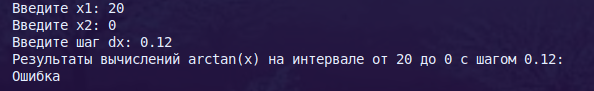 Введите x1: 20
Введите x2: 0
Введите шаг dx: 0.12
Результаты вычислений arctan(x) на интервале от 20 до 0 с шагом 0.12:
Ошибка